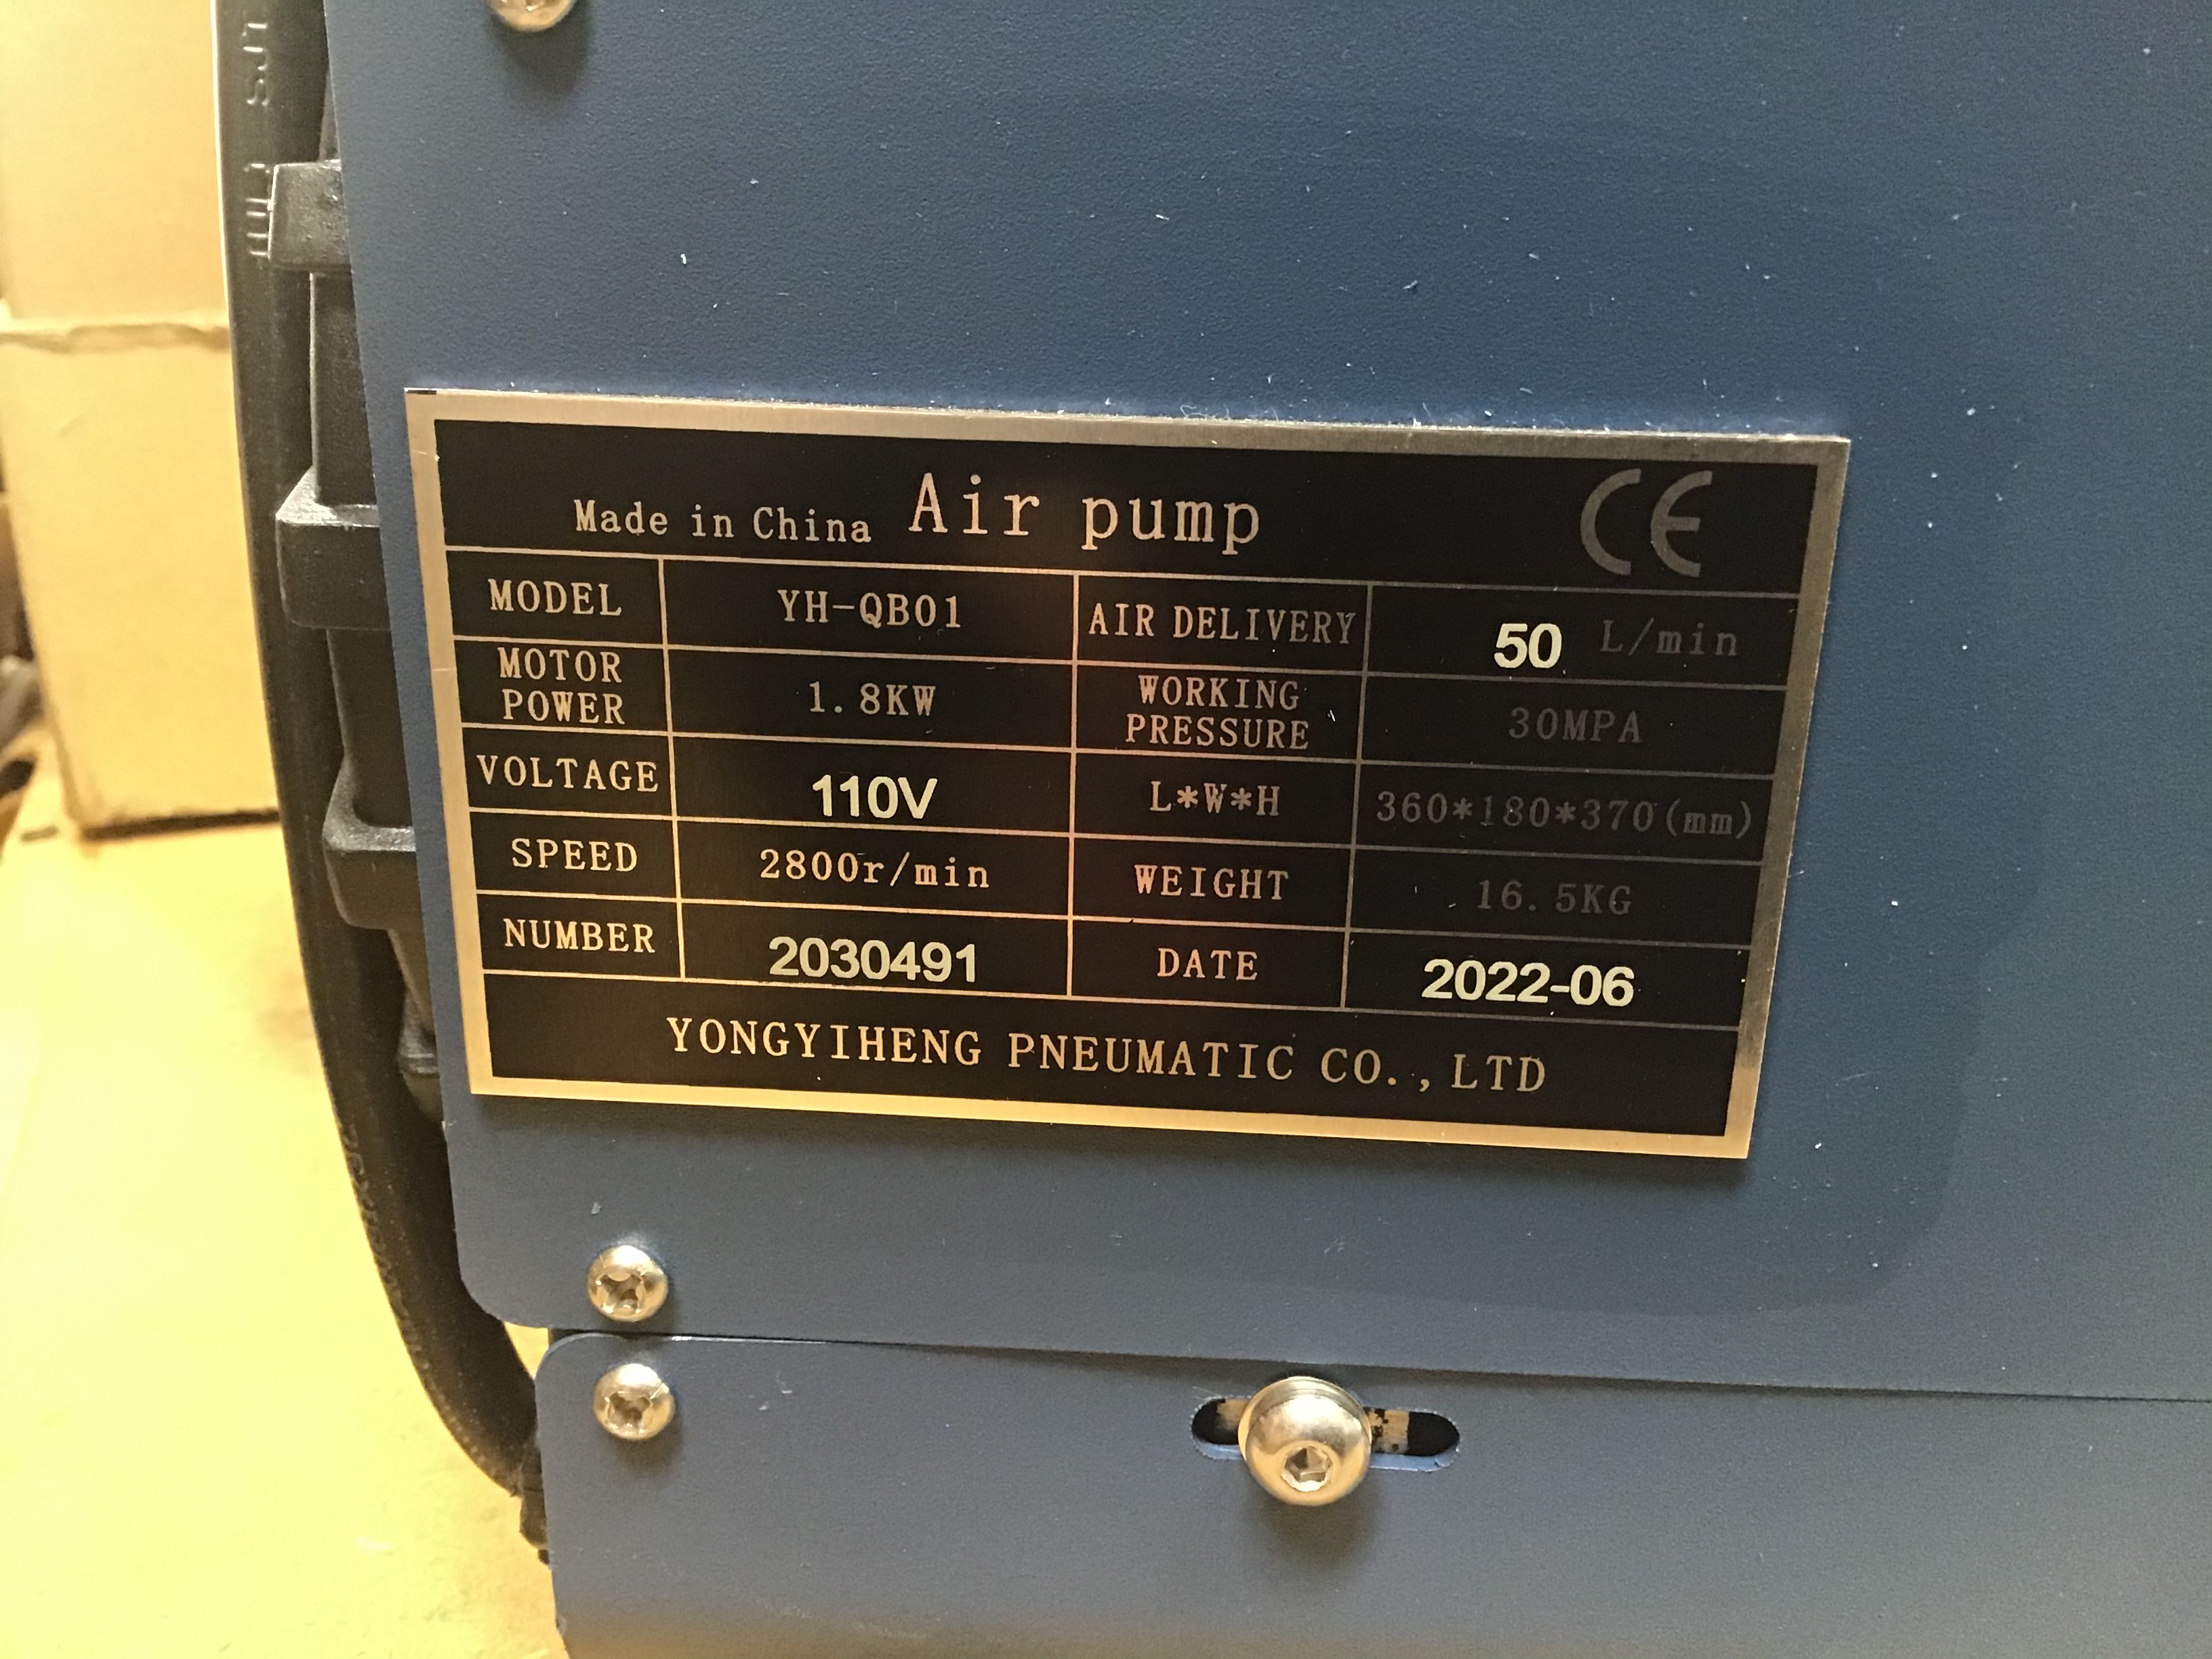 Made in China Air pump CE
MODEL YH-QB01 AIR DELIVERY 50 L/min
MOTOR POWER 1.8KW WORKING PRESSURE 30MPA
VOLTAGE 110V L*W*H 360*180*370(mm)
SPEED 2800r/min WEIGHT 16.5KG
NUMBER 2030491 DATE 2022-06
YONGYIHENG PNEUMATIC CO.,LTD
SJT